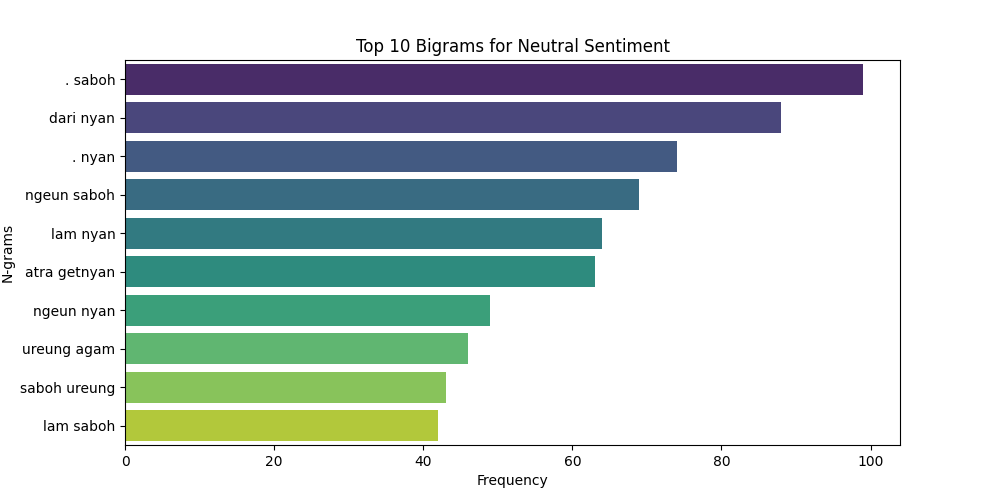 Top 10 Bigrams for Neutral Sentiment
. saboh
dari nyan
. nyan
ngeun saboh
lam nyan
atra getnyan
ngeun nyan
ureung agam
saboh ureung
lam saboh
N-grams
0 20 40 60 80 100
Frequency